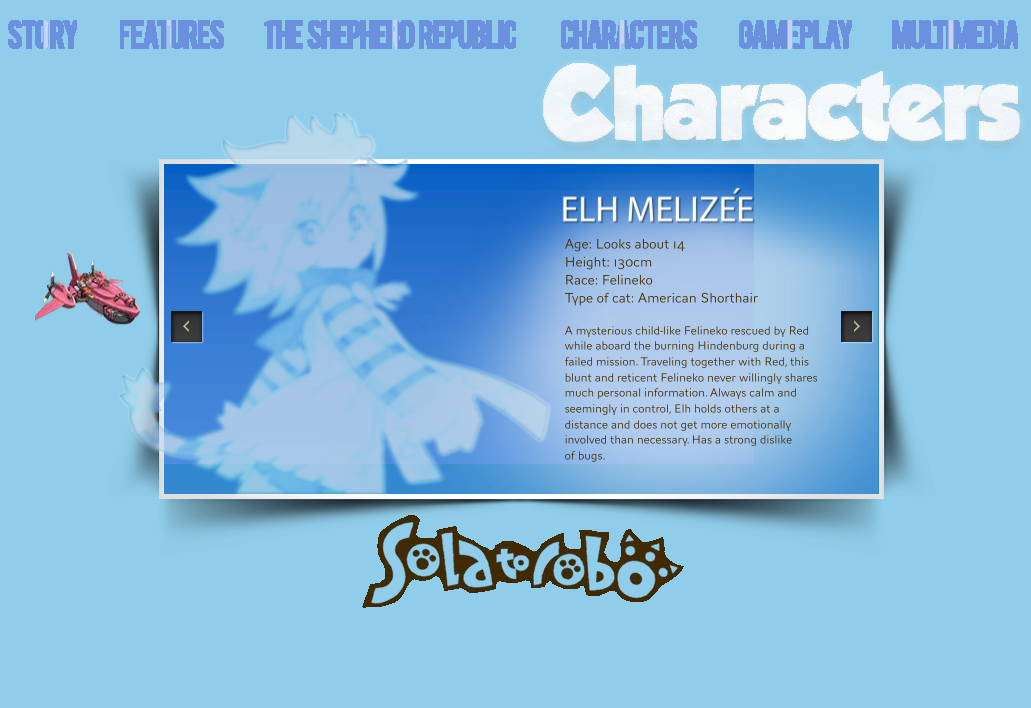 STORY FEATURES THE SHEPHERD REPUBLIC CHARACTERS GAMEPLAY MULTIMEDIA
Characters
ELH MELIZÉE
Age: Looks about 14
Height: 130cm
Race: Felineko
Type of cat: American Shorthair
A mysterious child-like Felineko rescued by Red
while aboard the burning Hindenburg during a
failed mission. Traveling together with Red, this
blunt and reticent Felineko never willingly shares
much personal information. Always calm and
seemingly in control, Elh holds others at a
distance and does not get more emotionally
involved than necessary. Has a strong dislike
of bugs.
Solatorobo